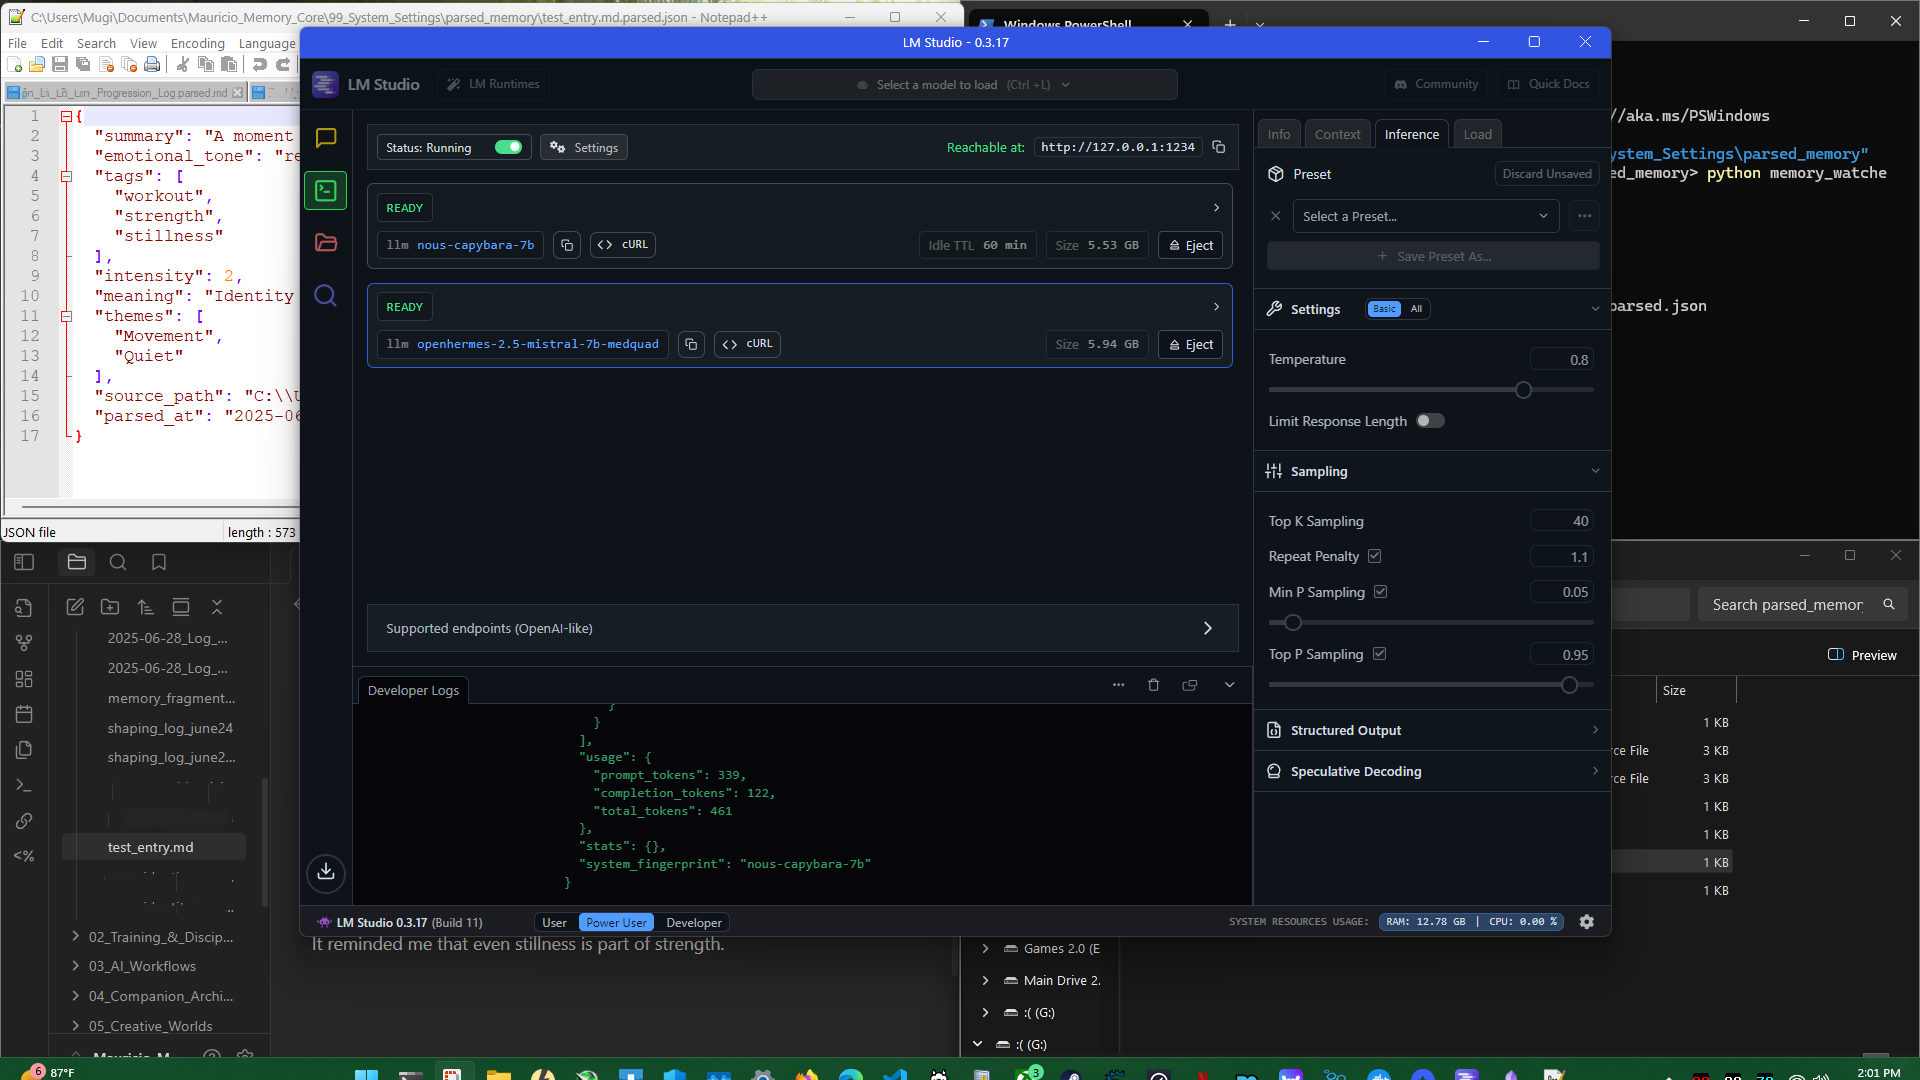 C:\Users\Mugi\Documents\Mauricio_Memory_Core\99_System_Settings\parsed_memory\test_entry.md.parsed.json - Notepad++
File Edit Search View Encoding Language
_Progression_Log.parsed.md
1 {
2 "summary": "A moment
3 "emotional_tone": "re
4 "tags": [
5 "workout",
6 "strength",
7 "stillness"
8 ],
9 "intensity": 2,
10 "meaning": "Identity
11 "themes": [
12 "Movement",
13 "Quiet"
14 ],
15 "source_path": "C:\\U
16 "parsed_at": "2025-06
17 }
JSON file length : 573
Windows PowerShell
//aka.ms/PSWindows
ystem_Settings\parsed_memory"
ed_memory> python memory_watche
parsed.json
LM Studio - 0.3.17
LM Studio LM Runtimes Select a model to load (Ctrl +L) Community Quick Docs
Status: Running Settings Reachable at: http://127.0.0.1:1234
READY
llm nous-capybara-7b cURL Idle TTL 60 min Size 5.53 GB Eject
READY
llm openhermes-2.5-mistral-7b-medquad cURL Size 5.94 GB Eject
Supported endpoints (OpenAI-like)
Developer Logs
}
}
],
"usage": {
"prompt_tokens": 339,
"completion_tokens": 122,
"total_tokens": 461
},
"stats": {},
"system_fingerprint": "nous-capybara-7b"
}
Info Context Inference Load
Preset Discard Unsaved
Select a Preset...
+ Save Preset As...
Settings Basic All
Temperature 0.8
Limit Response Length
Sampling
Top K Sampling 40
Repeat Penalty 1.1
Min P Sampling 0.05
Top P Sampling 0.95
Structured Output
Speculative Decoding
LM Studio 0.3.17 (Build 11) User Power User Developer SYSTEM RESOURCES USAGE: RAM: 12.78 GB | CPU: 0.00 %
2025-06-28_Log_...
2025-06-28_Log_...
memory_fragment...
shaping_log_june24
shaping_log_june2...
test_entry.md
02_Training_&_Discip...
03_AI_Workflows
04_Companion_Archi...
05_Creative_Worlds
Mauricio_M
It reminded me that even stillness is part of strength.
Search parsed_memor
Preview
Size
1 KB
rce File 3 KB
rce File 3 KB
1 KB
1 KB
1 KB
1 KB
Games 2.0 (E
Main Drive 2.
:( (G:)
:( (G:)
6 87°F
3
2:01 PM